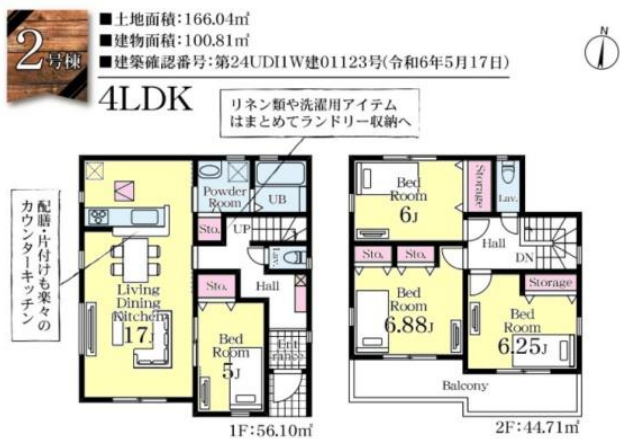 2号棟
■土地面積:166.04㎡
■建物面積:100.81㎡
■建築確認番号:第24UDI1W建01123号(令和6年5月17日)
N
4LDK
リネン類や洗濯用アイテム
はまとめてランドリー収納へ
配膳・片付けも楽々の
カウンターキッチン
Powder
Room
UB
Sto.
UP
Lav.
Hall
Living
Dining
Kitchen
17J
Sto.
Bed
Room
5J
Ent
rance
1F:56.10㎡
Bed
Room
6J
Storage
Lav.
Hall
DN
Sto.
Sto.
Storage
Bed
Room
6.88J
Bed
Room
6.25J
Balcony
2F:44.71㎡